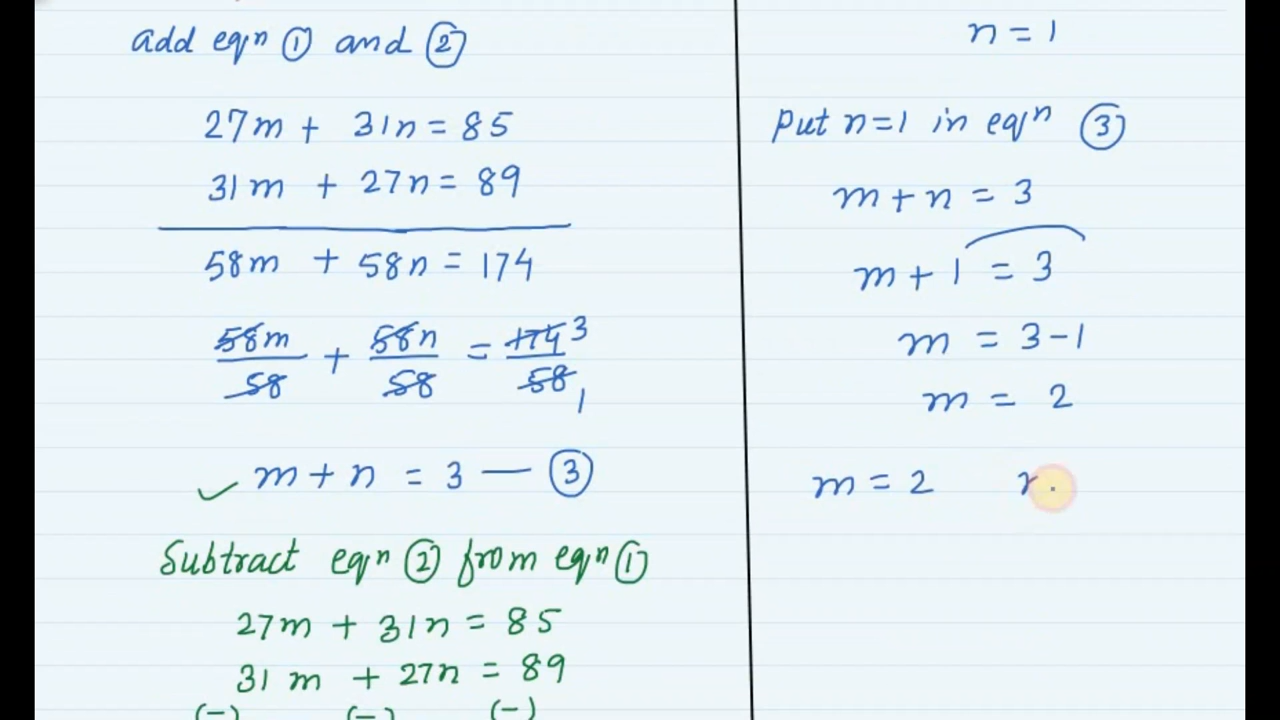 add eqⁿ ① and ②
27m + 31n = 85
31m + 27n = 89
58m + 58n = 174
58m/58 + 58n/58 = 174/58 3 1
✓ m + n = 3 — ③
Subtract eqⁿ ② from eqⁿ ①
27m + 31n = 85
31m + 27n = 89
(-) (-) (-)
n = 1
Put n=1 in eqⁿ ③
m + n = 3
m + 1 = 3
m = 3-1
m = 2
m = 2